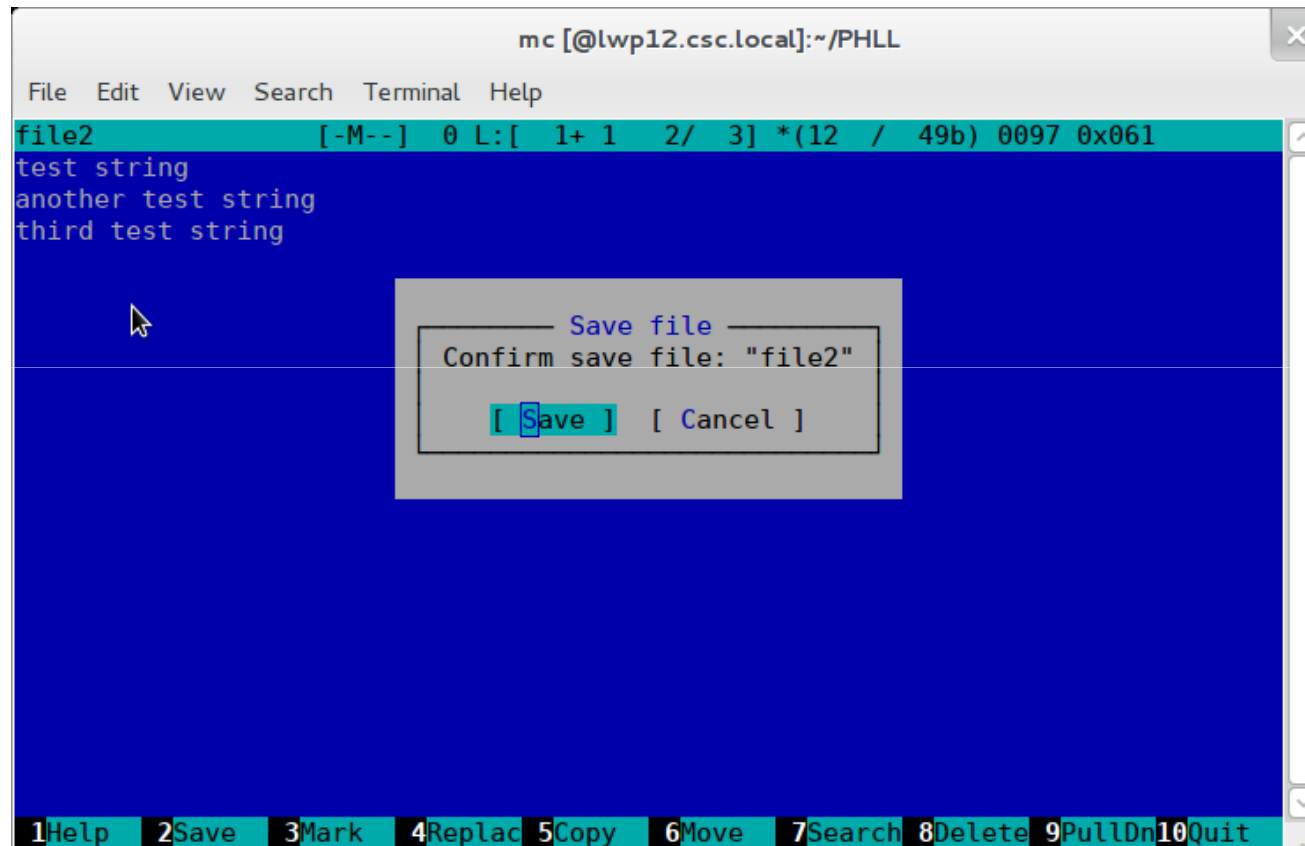 mc [@lwp12.csc.local]:~/PHLL
File Edit View Search Terminal Help
file2 [-M--] 0 L:[ 1+ 1 2/ 3] *(12 / 49b) 0097 0x061
test string
another test string
third test string
Save file
Confirm save file: "file2"
[ Save ] [ Cancel ]
1Help 2Save 3Mark 4Replac 5Copy 6Move 7Search 8Delete 9PullDn10Quit